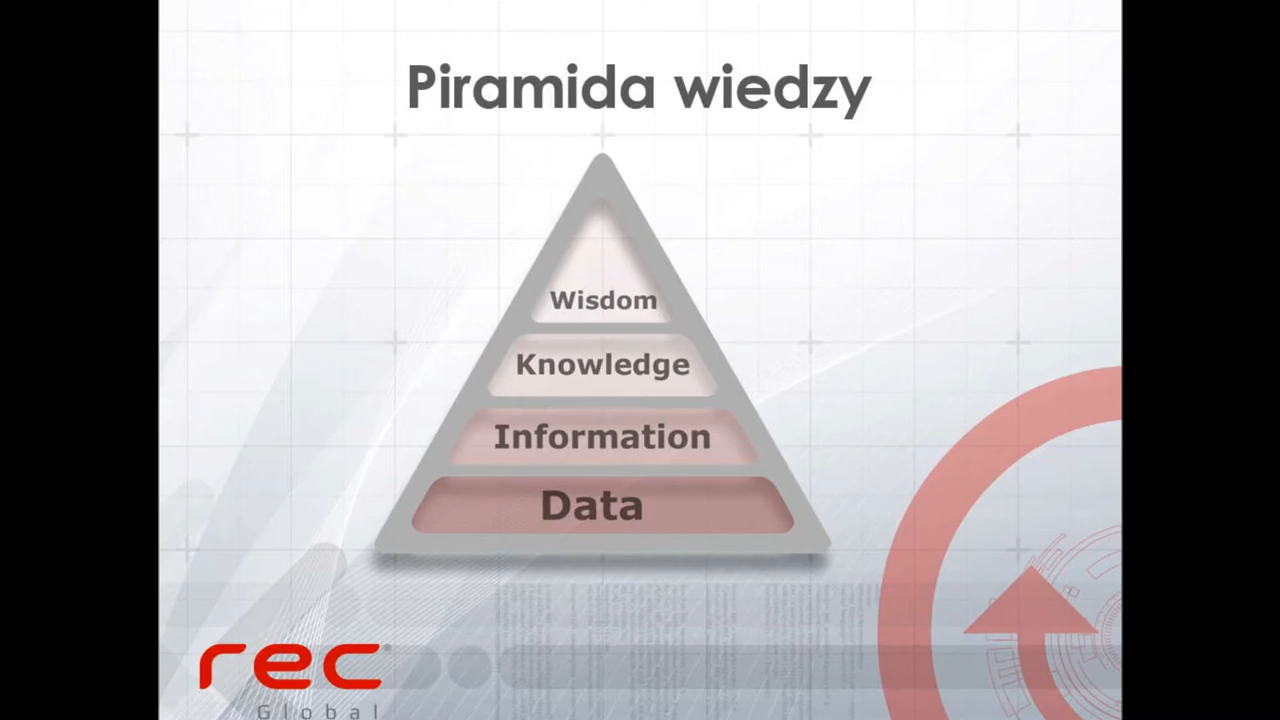 Piramida wiedzy
Wisdom
Knowledge
Information
Data
rec
Global